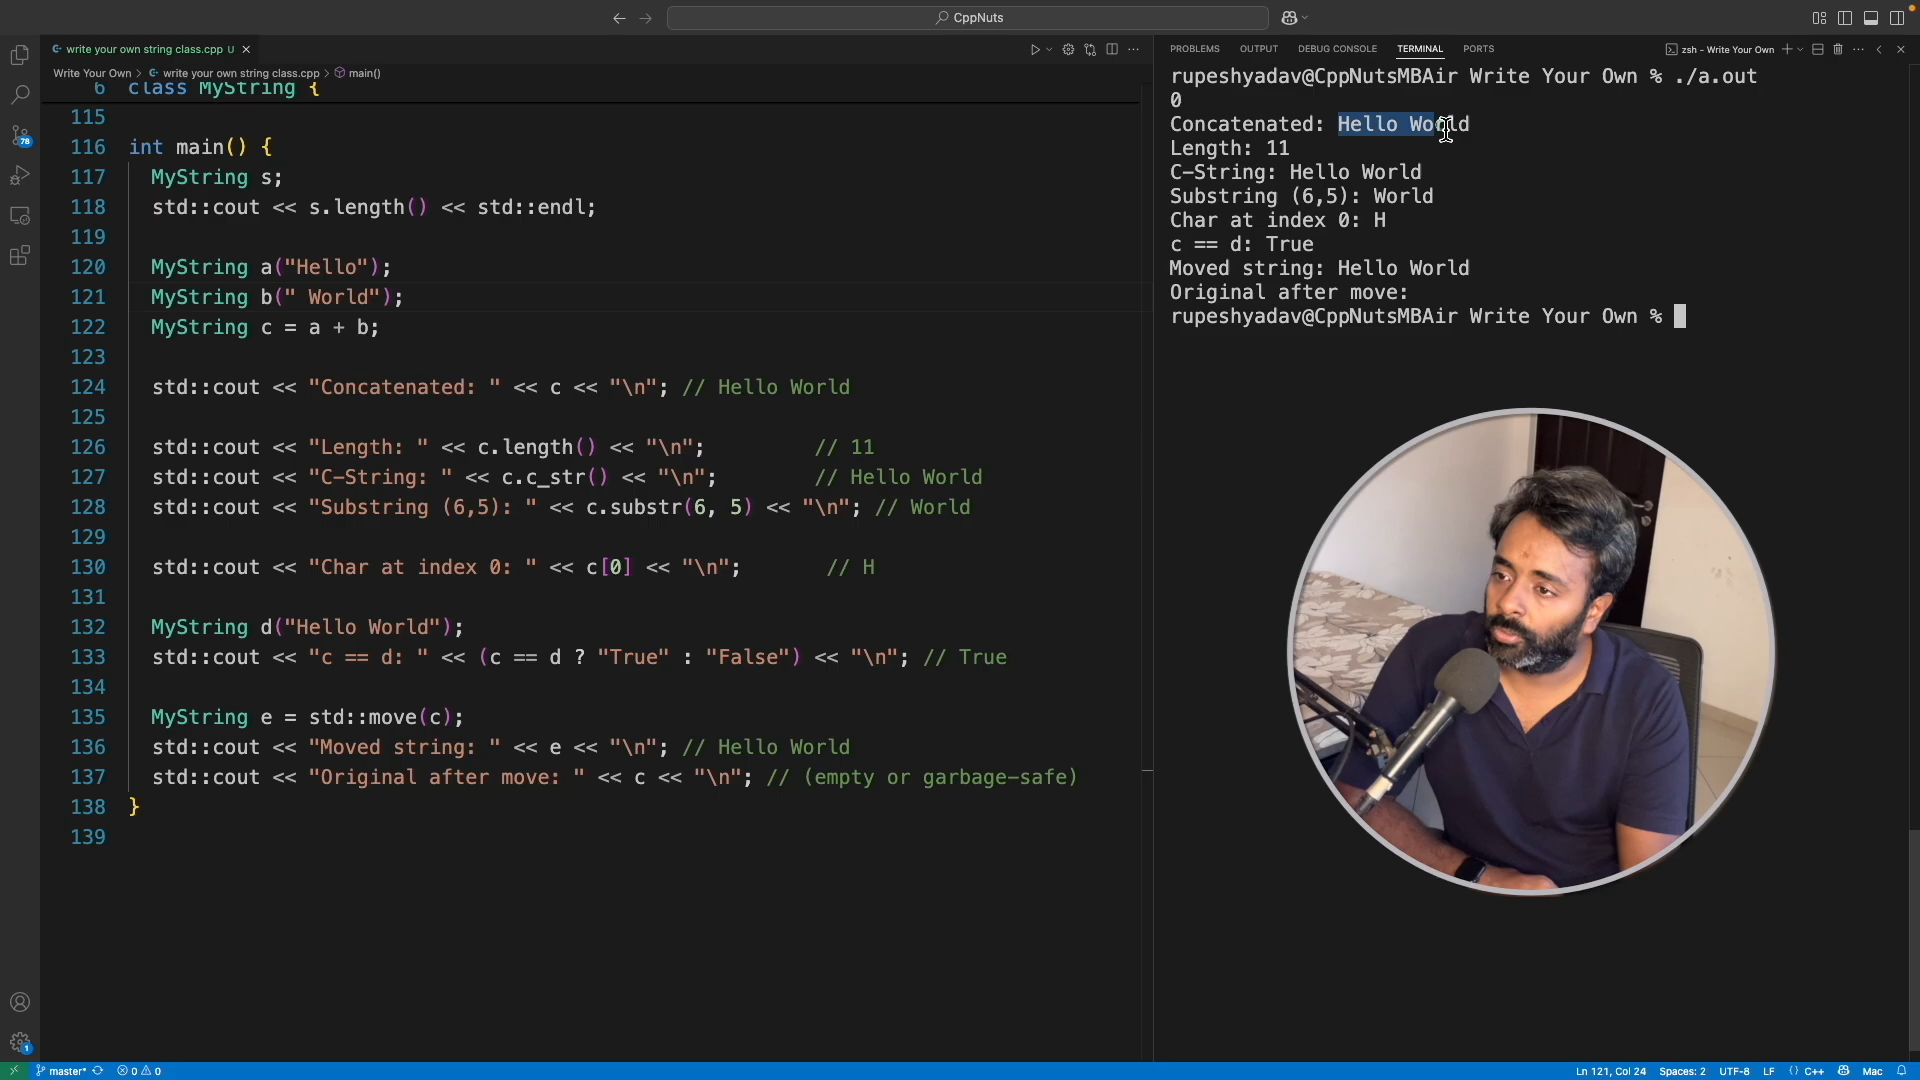 CppNuts
write your own string class.cpp U
Write Your Own > write your own string class.cpp > main()
6 class MyString {
115
116 int main() {
117 MyString s;
118 std::cout << s.length() << std::endl;
119
120 MyString a("Hello");
121 MyString b(" World");
122 MyString c = a + b;
123
124 std::cout << "Concatenated: " << c << "\n"; // Hello World
125
126 std::cout << "Length: " << c.length() << "\n"; // 11
127 std::cout << "C-String: " << c.c_str() << "\n"; // Hello World
128 std::cout << "Substring (6,5): " << c.substr(6, 5) << "\n"; // World
129
130 std::cout << "Char at index 0: " << c[0] << "\n"; // H
131
132 MyString d("Hello World");
133 std::cout << "c == d: " << (c == d ? "True" : "False") << "\n"; // True
134
135 MyString e = std::move(c);
136 std::cout << "Moved string: " << e << "\n"; // Hello World
137 std::cout << "Original after move: " << c << "\n"; // (empty or garbage-safe)
138 }
139
PROBLEMS OUTPUT DEBUG CONSOLE TERMINAL PORTS
zsh - Write Your Own
rupeshyadav@CppNutsMBAir Write Your Own % ./a.out
0
Concatenated: Hello World
Length: 11
C-String: Hello World
Substring (6,5): World
Char at index 0: H
c == d: True
Moved string: Hello World
Original after move:
rupeshyadav@CppNutsMBAir Write Your Own %
78
1
master* 0 0
Ln 121, Col 24 Spaces: 2 UTF-8 LF {} C++ Mac